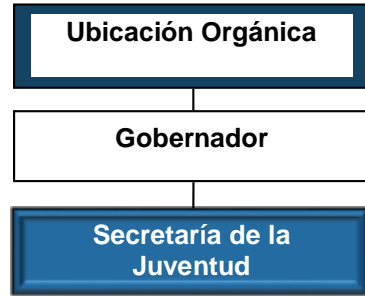 Ubicación Orgánica
Gobernador
Secretaría de la
Juventud